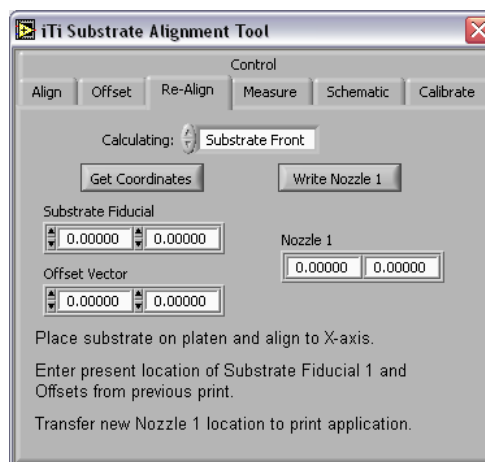 iTi Substrate Alignment Tool
Control
Align Offset Re-Align Measure Schematic Calibrate
Calculating: Substrate Front
Get Coordinates Write Nozzle 1
Substrate Fiducial
0.00000 0.00000
Nozzle 1
0.00000 0.00000
Offset Vector
0.00000 0.00000
Place substrate on platen and align to X-axis.
Enter present location of Substrate Fiducial 1 and
Offsets from previous print.
Transfer new Nozzle 1 location to print application.